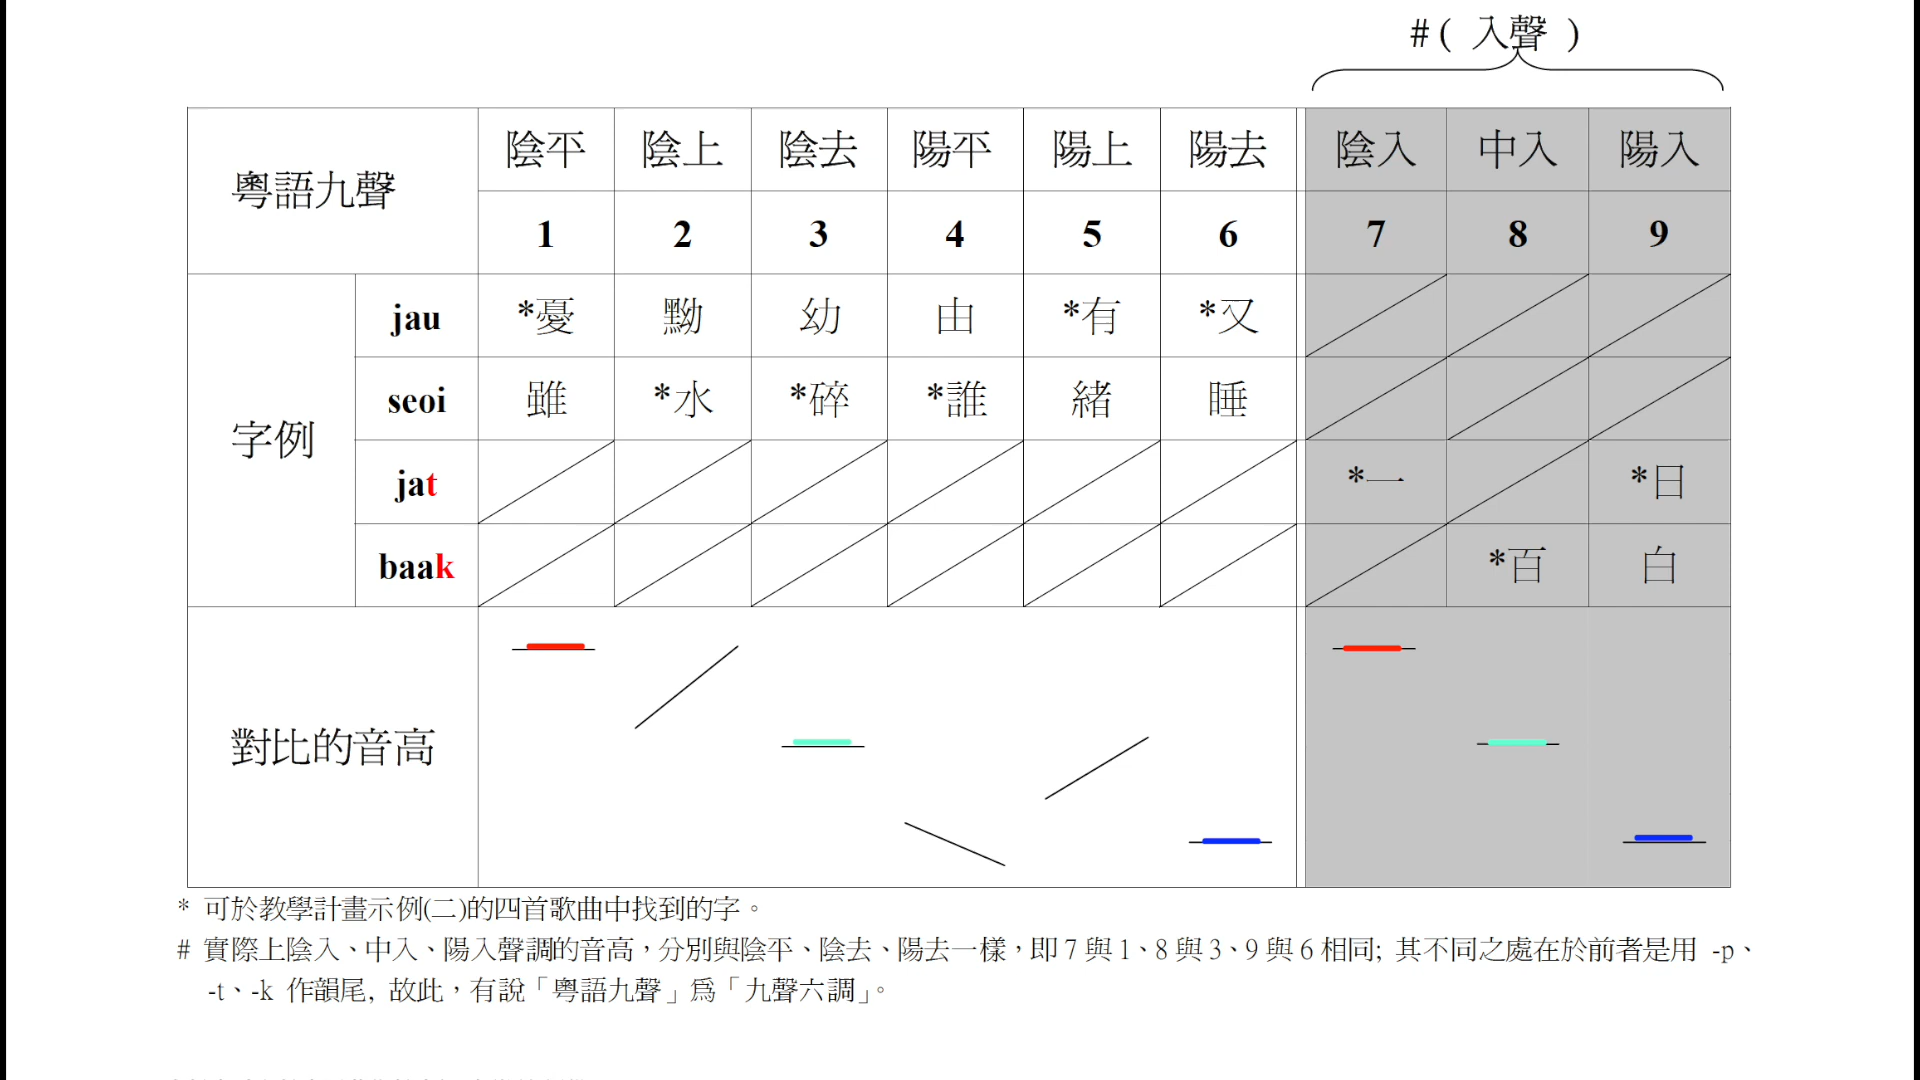 #( 入聲 )
粵語九聲 陰平 陰上 陰去 陽平 陽上 陽去 陰入 中入 陽入
1 2 3 4 5 6 7 8 9
字例
jau *憂 黝 幼 由 *有 *又
seoi 雖 *水 *碎 *誰 緒 睡
jat *一 *日
baak *百 白
對比的音高
* 可於教學計畫示例(二)的四首歌曲中找到的字。
# 實際上陰入、中入、陽入聲調的音高，分別與陰平、陰去、陽去一樣，即7與1、8與3、9與6相同; 其不同之處在於前者是用 -p、
-t、-k 作韻尾, 故此，有說「粵語九聲」爲「九聲六調」。